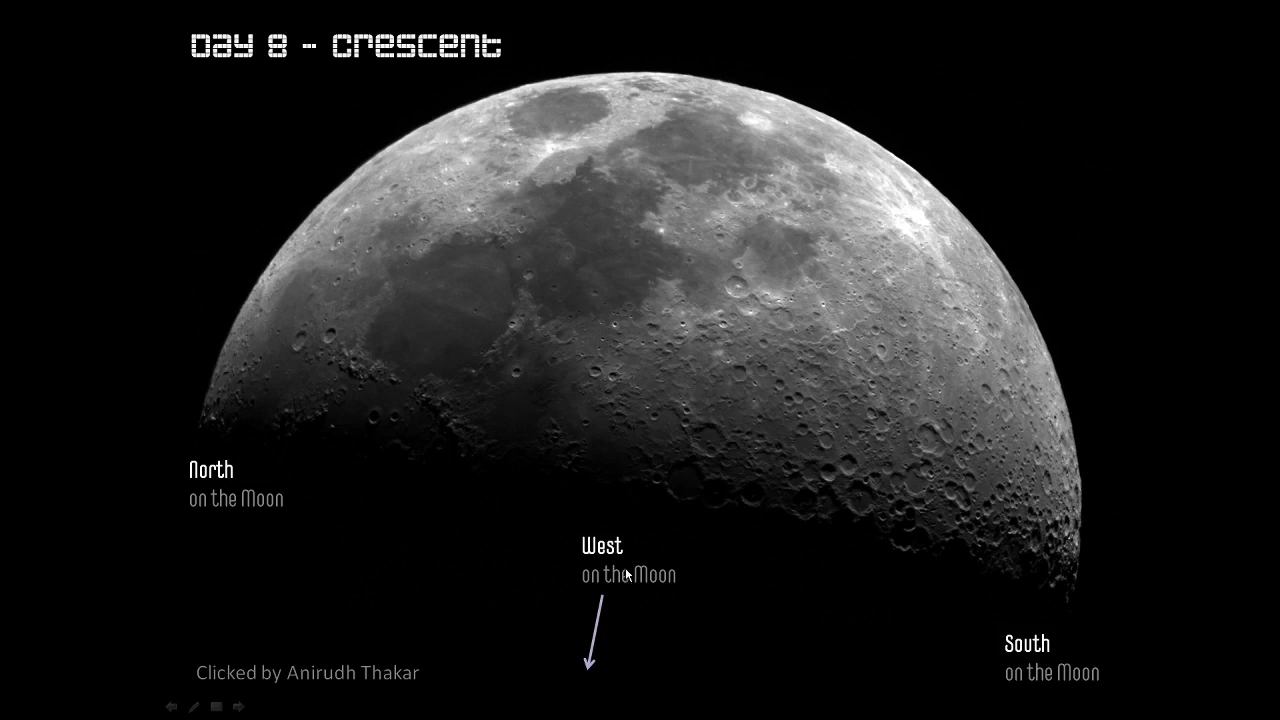 Day 8 - Crescent
North
on the Moon
West
on the Moon
South
on the Moon
Clicked by Anirudh Thakar